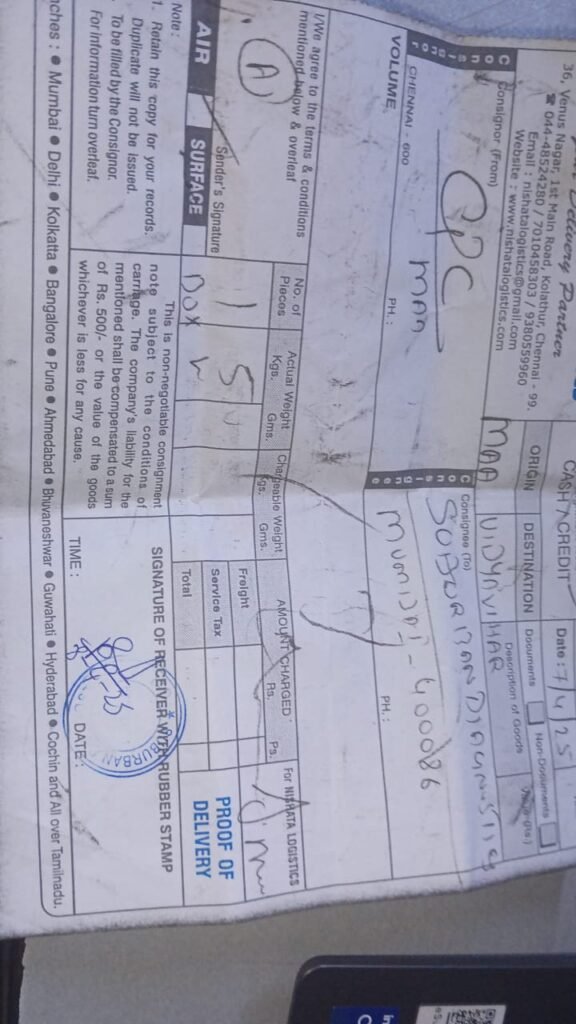 Delivery Partner
36, Venus Nagar, 1st Main Road, Kolathur, Chennai - 99.
☎ 044-48524280 / 7010458303 / 9380559960
Email : nishatalogistics@gmail.com
Website : www.nishatalogistics.com
CASH / CREDIT
Date : 7/4/25
ORIGIN
DESTINATION
Documents
Non-Documents
Description of Goods
MAA
VIDYAVIHAR
Consignor
Consignor (From)
CPC
MAA
CHENNAI - 600
PH. :
VOLUME
Consignee
Consignee (To)
SUBURBAN DIAGNOSTIC
MUMBAI - 400086
PH. :
I/We agree to the terms & conditions
mentioned below & overleaf
Sender's Signature
AIR
SURFACE
No. of
Pieces
Actual Weight
Kgs. Gms.
Chargeable Weight
Kgs. Gms.
AMOUNT CHARGED
Rs. Ps.
For NISHATA LOGISTICS
1
DOX
Freight
Service Tax
Total
PROOF OF
DELIVERY
Note :
1. Retain this copy for your records.
Duplicate will not be issued.
To be filled by the Consignor.
For information turn overleaf.
This is non-negotiable consignment
note subject to the conditions of
carriage. The company's liability for the
mentioned shall be compensated to a sum
of Rs. 500/- or the value of the goods
whichever is less for any cause.
SIGNATURE OF RECEIVER WITH RUBBER STAMP
SUBURBAN
TIME :
DATE :
nches : ● Mumbai ● Delhi ● Kolkatta ● Bangalore ● Pune ● Ahmedabad ● Bhuvaneshwar ● Guwahati ● Hyderabad ● Cochin and All over Tamilnadu.